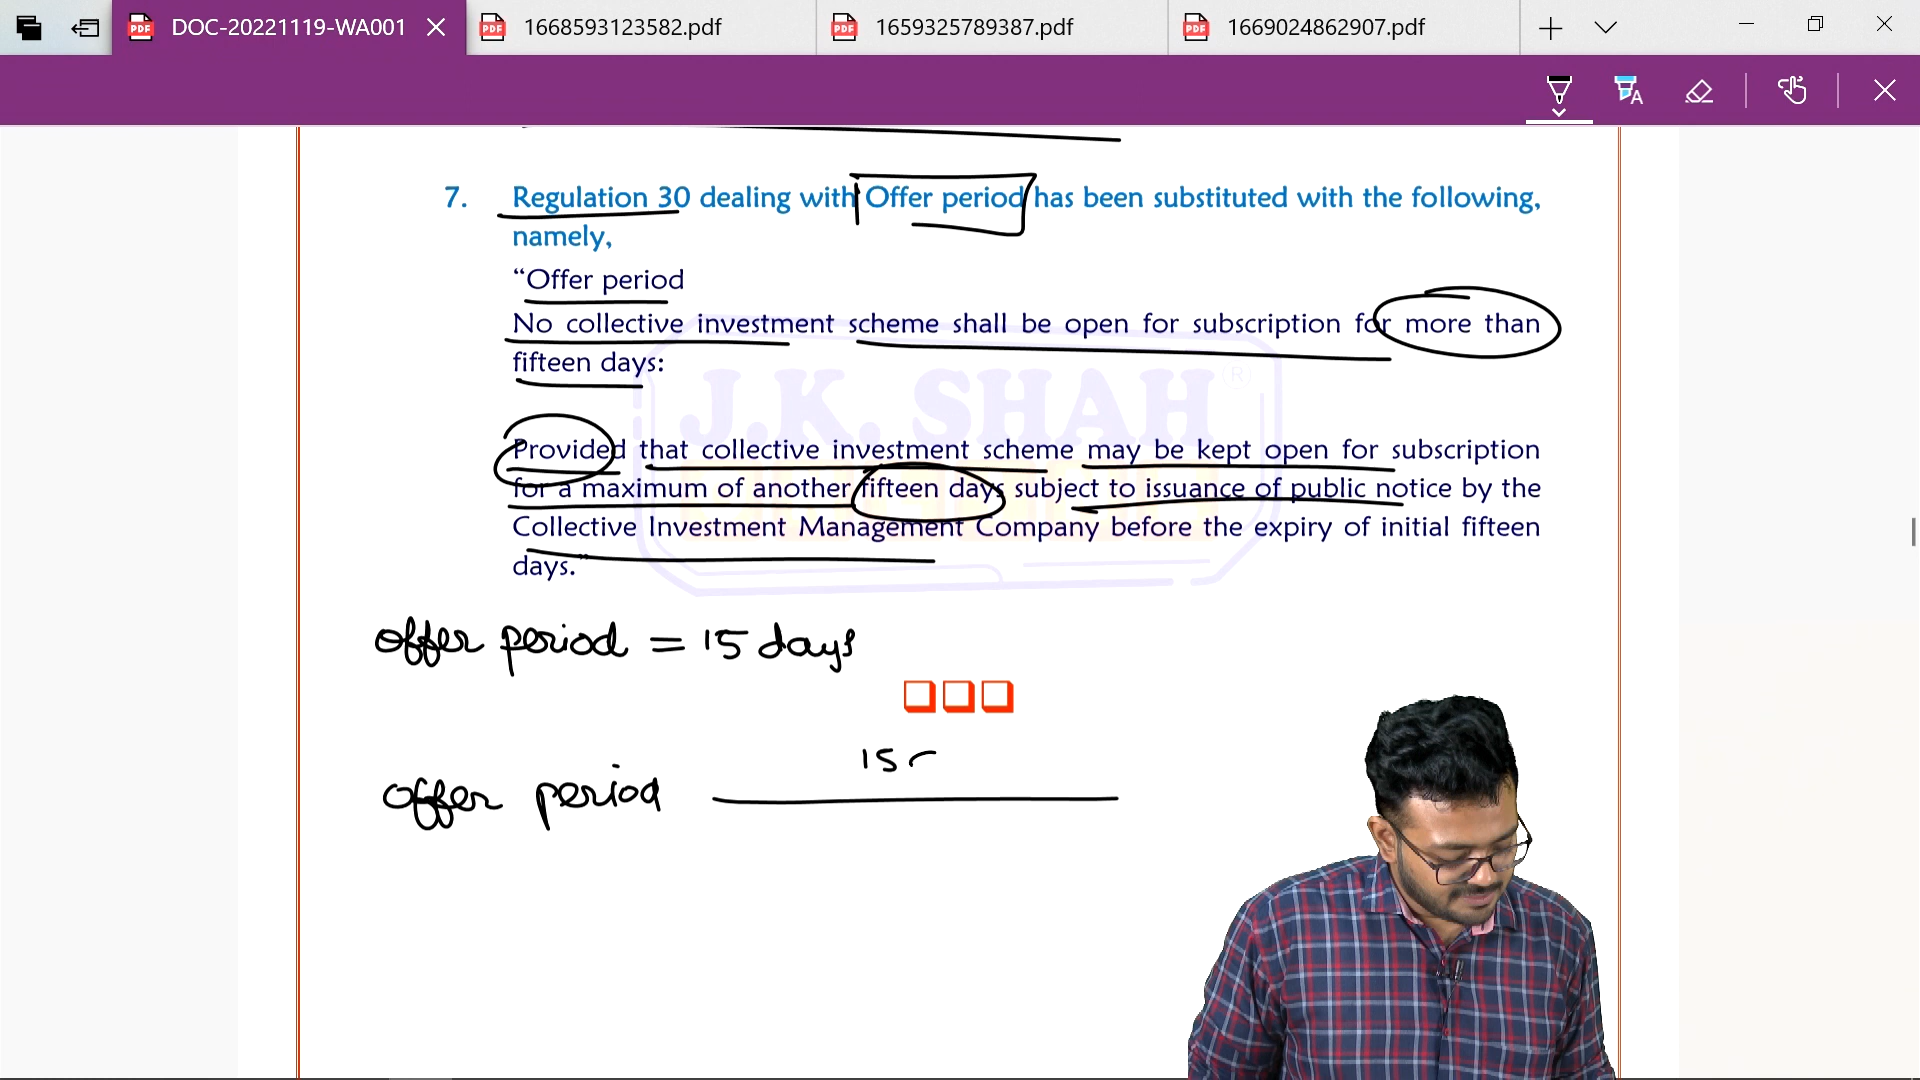 DOC-20221119-WA001
1668593123582.pdf
1659325789387.pdf
1669024862907.pdf
7. Regulation 30 dealing with Offer period has been substituted with the following,
namely,
“Offer period
No collective investment scheme shall be open for subscription for more than
fifteen days:
J.K. SHAH®
Provided that collective investment scheme may be kept open for subscription
for a maximum of another fifteen days subject to issuance of public notice by the
Collective Investment Management Company before the expiry of initial fifteen
days.”
offer period = 15 days
15
offer period